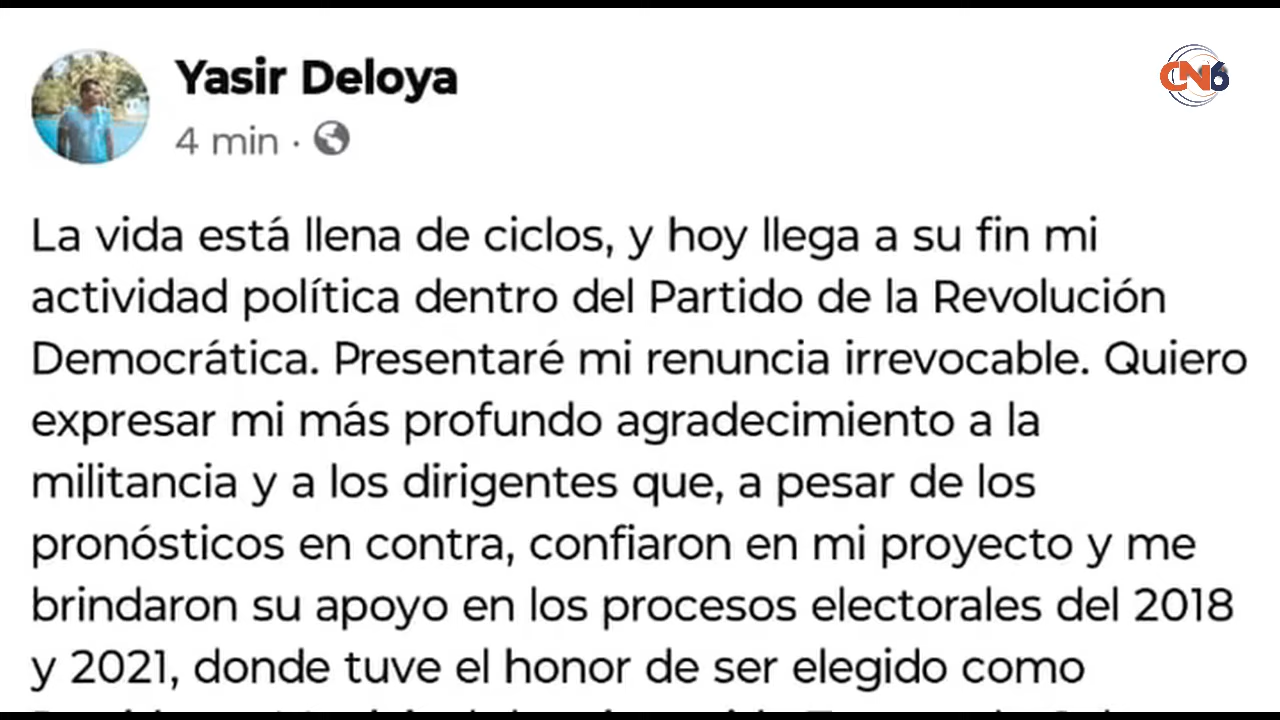 Yasir Deloya
CN6
4 min ·
La vida está llena de ciclos, y hoy llega a su fin mi
actividad política dentro del Partido de la Revolución
Democrática. Presentaré mi renuncia irrevocable. Quiero
expresar mi más profundo agradecimiento a la
militancia y a los dirigentes que, a pesar de los
pronósticos en contra, confiaron en mi proyecto y me
brindaron su apoyo en los procesos electorales del 2018
y 2021, donde tuve el honor de ser elegido como